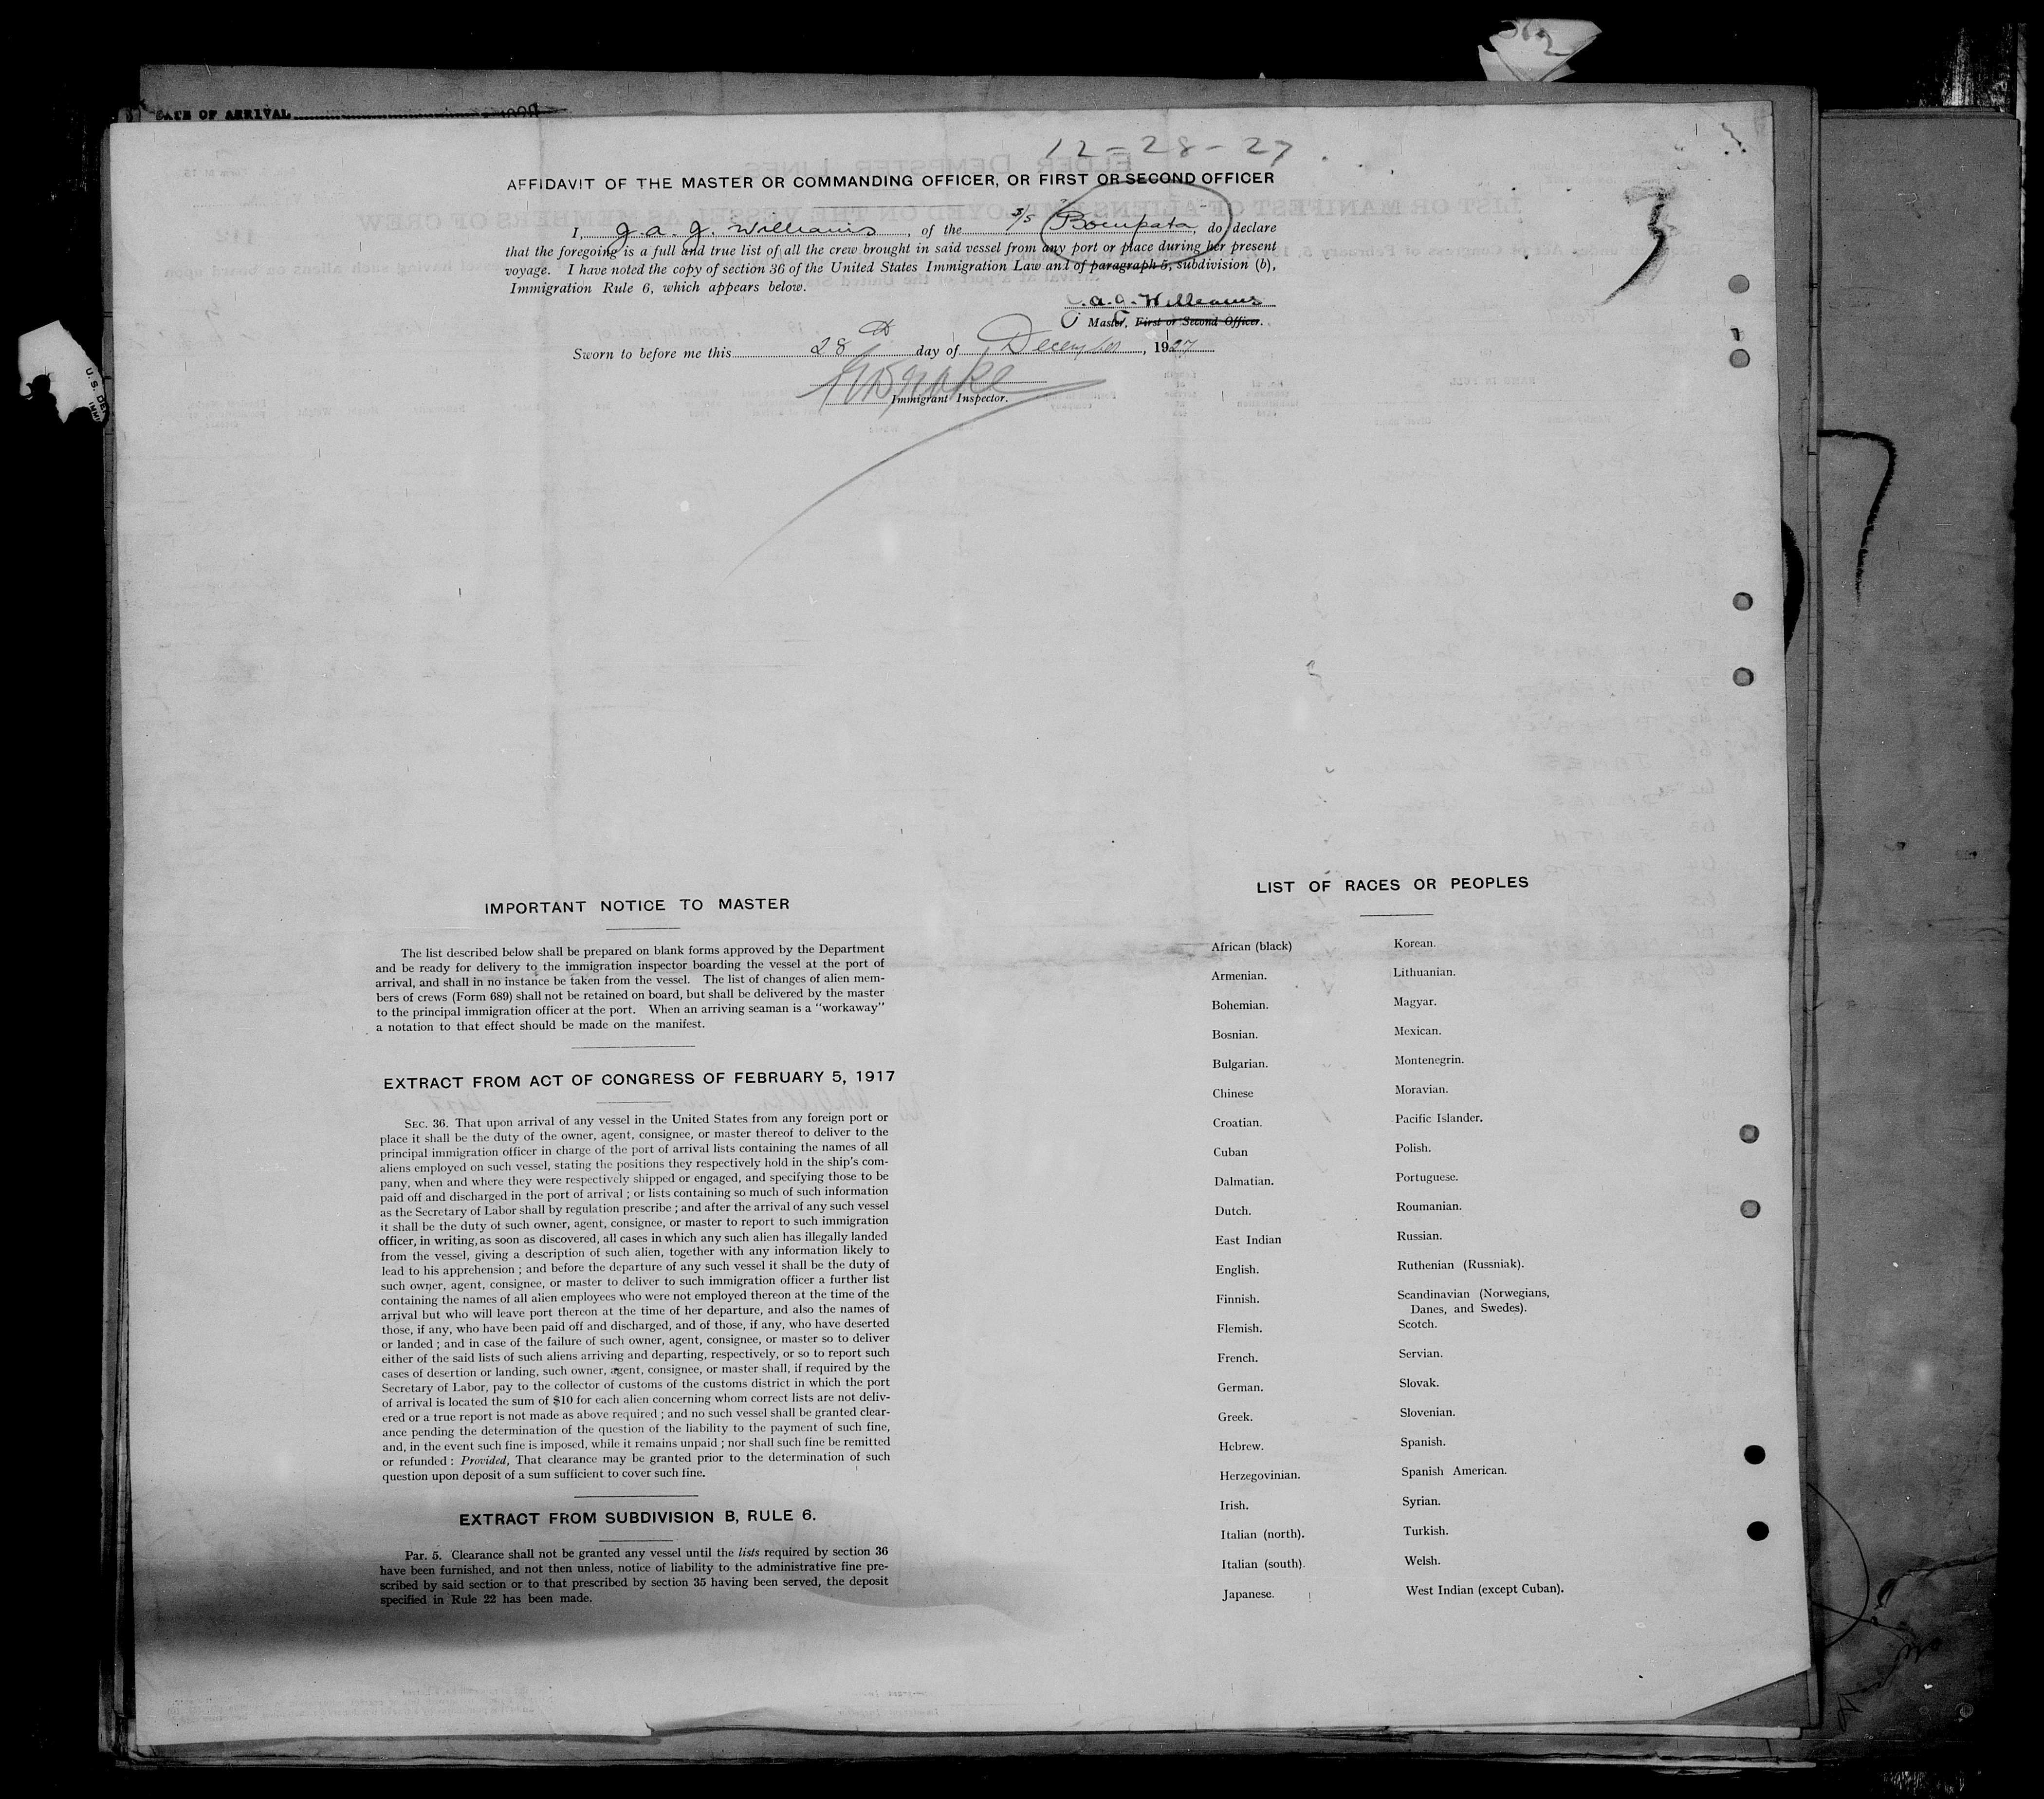 DATE OF ARRIVAL
12-28-27
AFFIDAVIT OF THE MASTER OR COMMANDING OFFICER, OR FIRST OR SECOND OFFICER
3
I, J. A. J. Williams, of the S/S Bompata, do declare
that the foregoing is a full and true list of all the crew brought in said vessel from any port or place during her present
voyage. I have noted the copy of section 36 of the United States Immigration Law and of paragraph 5, subdivision (b),
Immigration Rule 6, which appears below.
J. A. J. Williams
Master, First or Second Officer.
Sworn to before me this 28 day of December, 1927
Immigrant Inspector.
IMPORTANT NOTICE TO MASTER
The list described below shall be prepared on blank forms approved by the Department
and be ready for delivery to the immigration inspector boarding the vessel at the port of
arrival, and shall in no instance be taken from the vessel. The list of changes of alien mem-
bers of crews (Form 689) shall not be retained on board, but shall be delivered by the master
to the principal immigration officer at the port. When an arriving seaman is a "workaway"
a notation to that effect should be made on the manifest.
EXTRACT FROM ACT OF CONGRESS OF FEBRUARY 5, 1917
SEC. 36. That upon arrival of any vessel in the United States from any foreign port or
place it shall be the duty of the owner, agent, consignee, or master thereof to deliver to the
principal immigration officer in charge of the port of arrival lists containing the names of all
aliens employed on such vessel, stating the positions they respectively hold in the ship's com-
pany, when and where they were respectively shipped or engaged, and specifying those to be
paid off and discharged in the port of arrival; or lists containing so much of such information
as the Secretary of Labor shall by regulation prescribe; and after the arrival of any such vessel
it shall be the duty of such owner, agent, consignee, or master to report to such immigration
officer, in writing, as soon as discovered, all cases in which any such alien has illegally landed
from the vessel, giving a description of such alien, together with any information likely to
lead to his apprehension; and before the departure of any such vessel it shall be the duty of
such owner, agent, consignee, or master to deliver to such immigration officer a further list
containing the names of all alien employees who were not employed thereon at the time of the
arrival but who will leave port thereon at the time of her departure, and also the names of
those, if any, who have been paid off and discharged, and of those, if any, who have deserted
or landed; and in case of the failure of such owner, agent, consignee, or master so to deliver
either of the said lists of such aliens arriving and departing, respectively, or so to report such
cases of desertion or landing, such owner, agent, consignee, or master shall, if required by the
Secretary of Labor, pay to the collector of customs of the customs district in which the port
of arrival is located the sum of $10 for each alien concerning whom correct lists are not deliv-
ered or a true report is not made as above required; and no such vessel shall be granted clear-
ance pending the determination of the question of the liability to the payment of such fine,
and, in the event such fine is imposed, while it remains unpaid; nor shall such fine be remitted
or refunded: Provided, That clearance may be granted prior to the determination of such
question upon deposit of a sum sufficient to cover such fine.
EXTRACT FROM SUBDIVISION B, RULE 6.
Par. 5. Clearance shall not be granted any vessel until the lists required by section 36
have been furnished, and not then unless, notice of liability to the administrative fine pre-
scribed by said section or to that prescribed by section 35 having been served, the deposit
specified in Rule 22 has been made.
LIST OF RACES OR PEOPLES
African (black)
Armenian.
Bohemian.
Bosnian.
Bulgarian.
Chinese
Croatian.
Cuban
Dalmatian.
Dutch.
East Indian
English.
Finnish.
Flemish.
French.
German.
Greek.
Hebrew.
Herzegovinian.
Irish.
Italian (north).
Italian (south).
Japanese.
Korean.
Lithuanian.
Magyar.
Mexican.
Montenegrin.
Moravian.
Pacific Islander.
Polish.
Portuguese.
Roumanian.
Russian.
Ruthenian (Russniak).
Scandinavian (Norwegians,
Danes, and Swedes).
Scotch.
Servian.
Slovak.
Slovenian.
Spanish.
Spanish American.
Syrian.
Turkish.
Welsh.
West Indian (except Cuban).